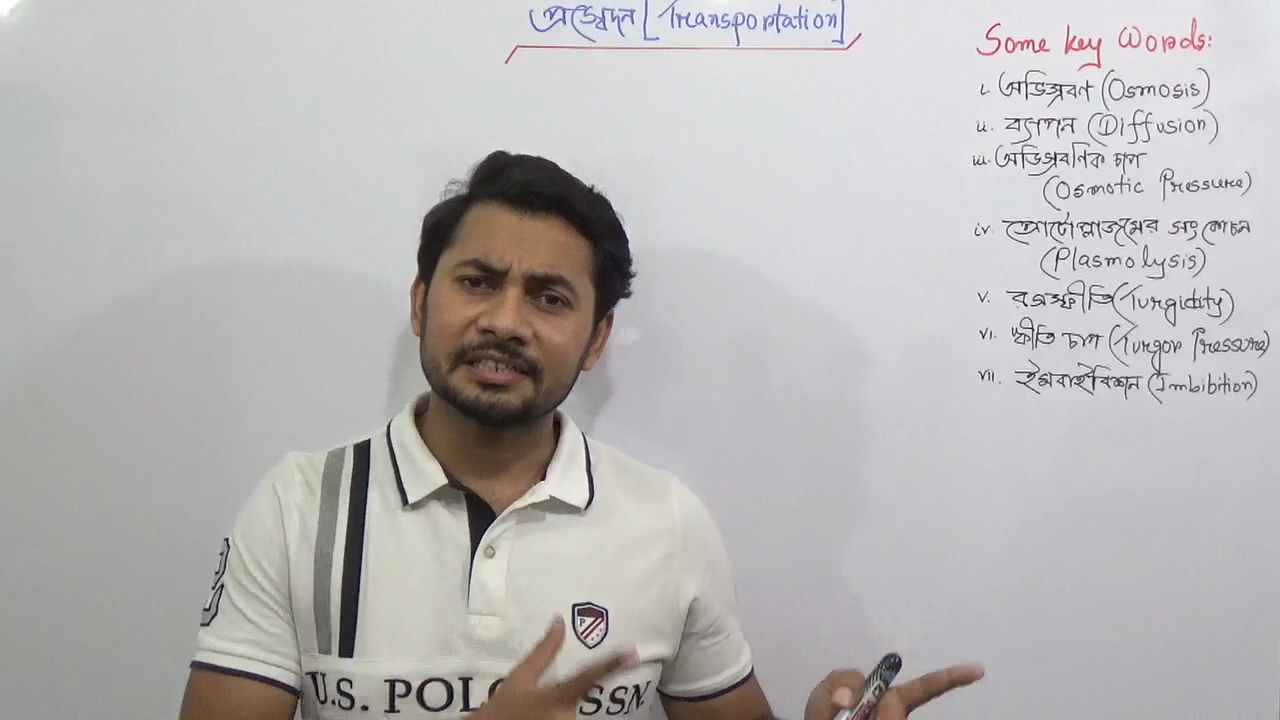 প্রস্বেদন [Transportation]
Some key Words:
i. অভিস্রবণ (Osmosis)
ii. ব্যাপন (Diffusion)
iii. অভিস্রবণিক চাপ
(Osmotic Pressure)
iv. প্রোটোপ্লাজমের সংকোচন
(Plasmolysis)
v. রসস্ফীতি (Turgidity)
vi. স্ফীতি চাপ (Turgor Pressure)
vii. ইমবাইবিশন (Imbibition)
U.S. POLO ASSN